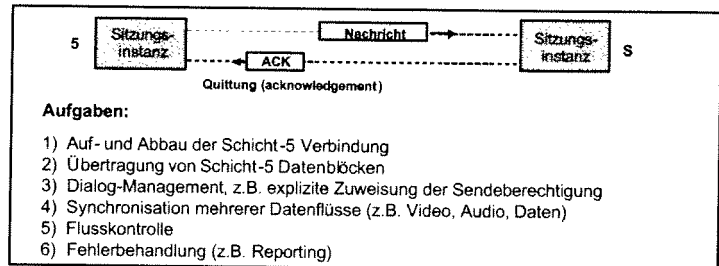 5 Sitzungs-instanz Nachricht Sitzungs-instanz S
ACK
Quittung (acknowledgement)
Aufgaben:
1) Auf- und Abbau der Schicht-5 Verbindung
2) Übertragung von Schicht-5 Datenblöcken
3) Dialog-Management, z.B. explizite Zuweisung der Sendeberechtigung
4) Synchronisation mehrerer Datenflüsse (z.B. Video, Audio, Daten)
5) Flusskontrolle
6) Fehlerbehandlung (z.B. Reporting)